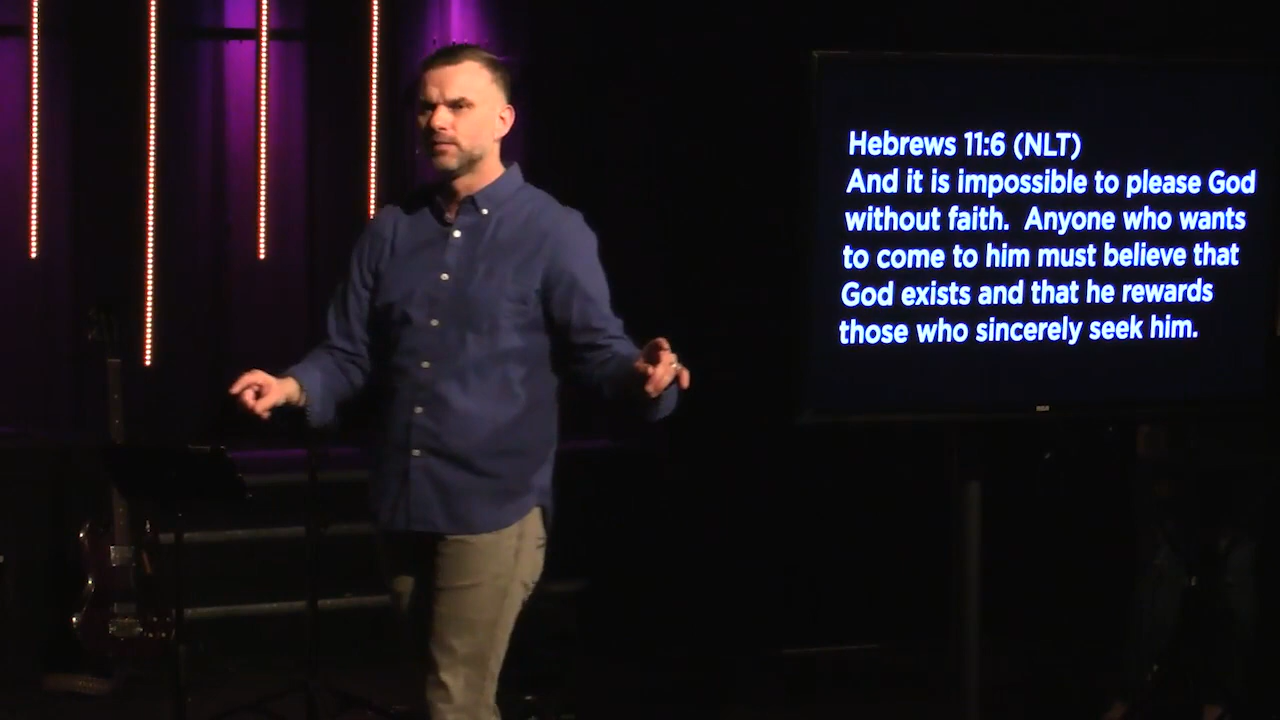 Hebrews 11:6 (NLT)
And it is impossible to please God
without faith.  Anyone who wants
to come to him must believe that
God exists and that he rewards
those who sincerely seek him.